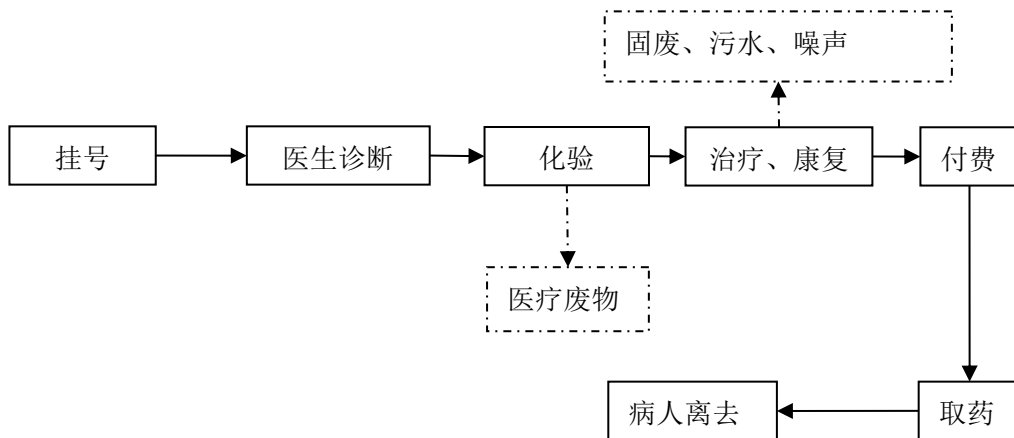 固废、污水、噪声
挂号
医生诊断
化验
治疗、康复
付费
医疗废物
病人离去
取药